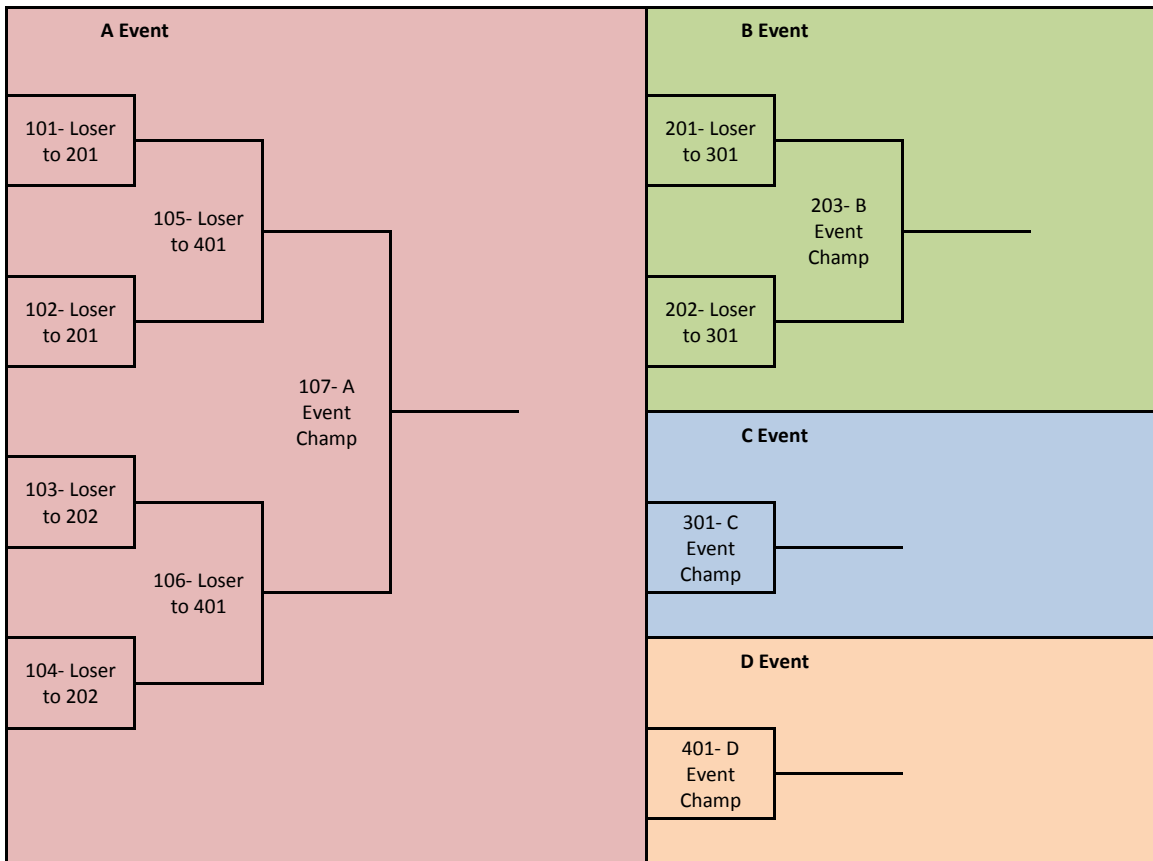 A Event
101- Loser
to 201
105- Loser
to 401
102- Loser
to 201
107- A
Event
Champ
103- Loser
to 202
106- Loser
to 401
104- Loser
to 202
B Event
201- Loser
to 301
203- B
Event
Champ
202- Loser
to 301
C Event
301- C
Event
Champ
D Event
401- D
Event
Champ